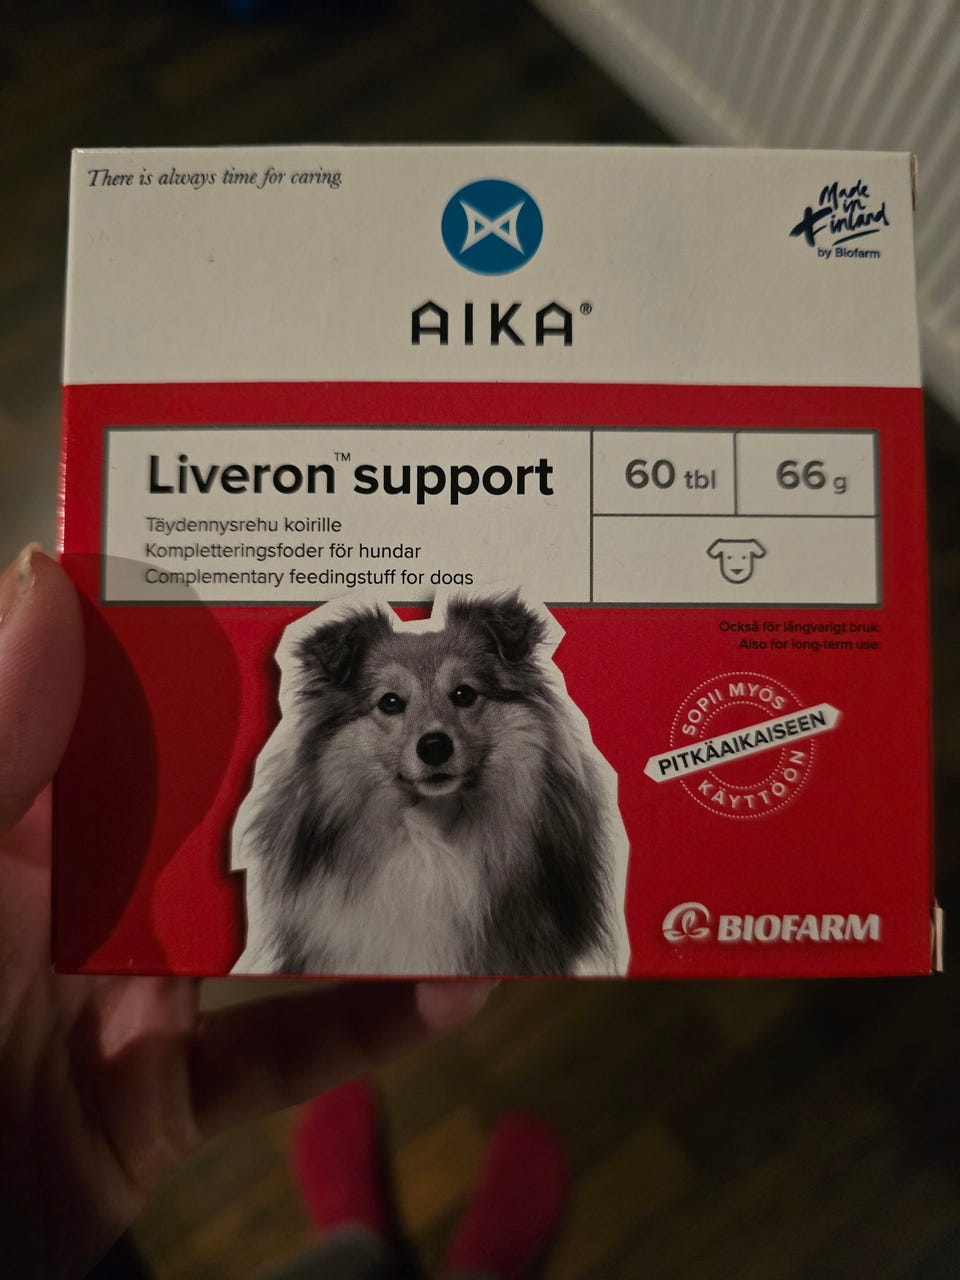 There is always time for caring.
Made
in
Finland
by Biofarm
AIKA®
Liveron™ support
60 tbl
66 g
Täydennysrehu koirille
Kompletteringsfoder för hundar
Complementary feedingstuff for dogs
Också för långvarigt bruk
Also for long-term use
SOPII MYÖS
PITKÄAIKAISEEN
KÄYTTÖÖN
BIOFARM